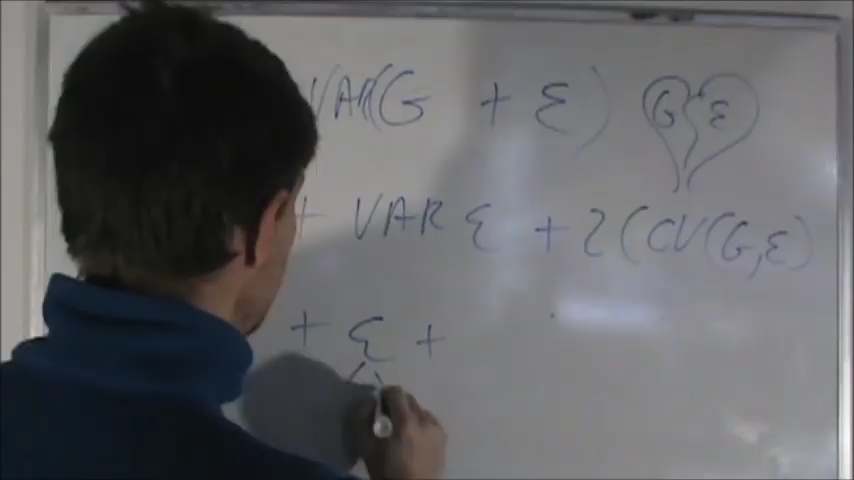 VAR(G + Ɛ) G Ɛ
+ VAR Ɛ + 2(CV(G,Ɛ)
+ Ɛ +